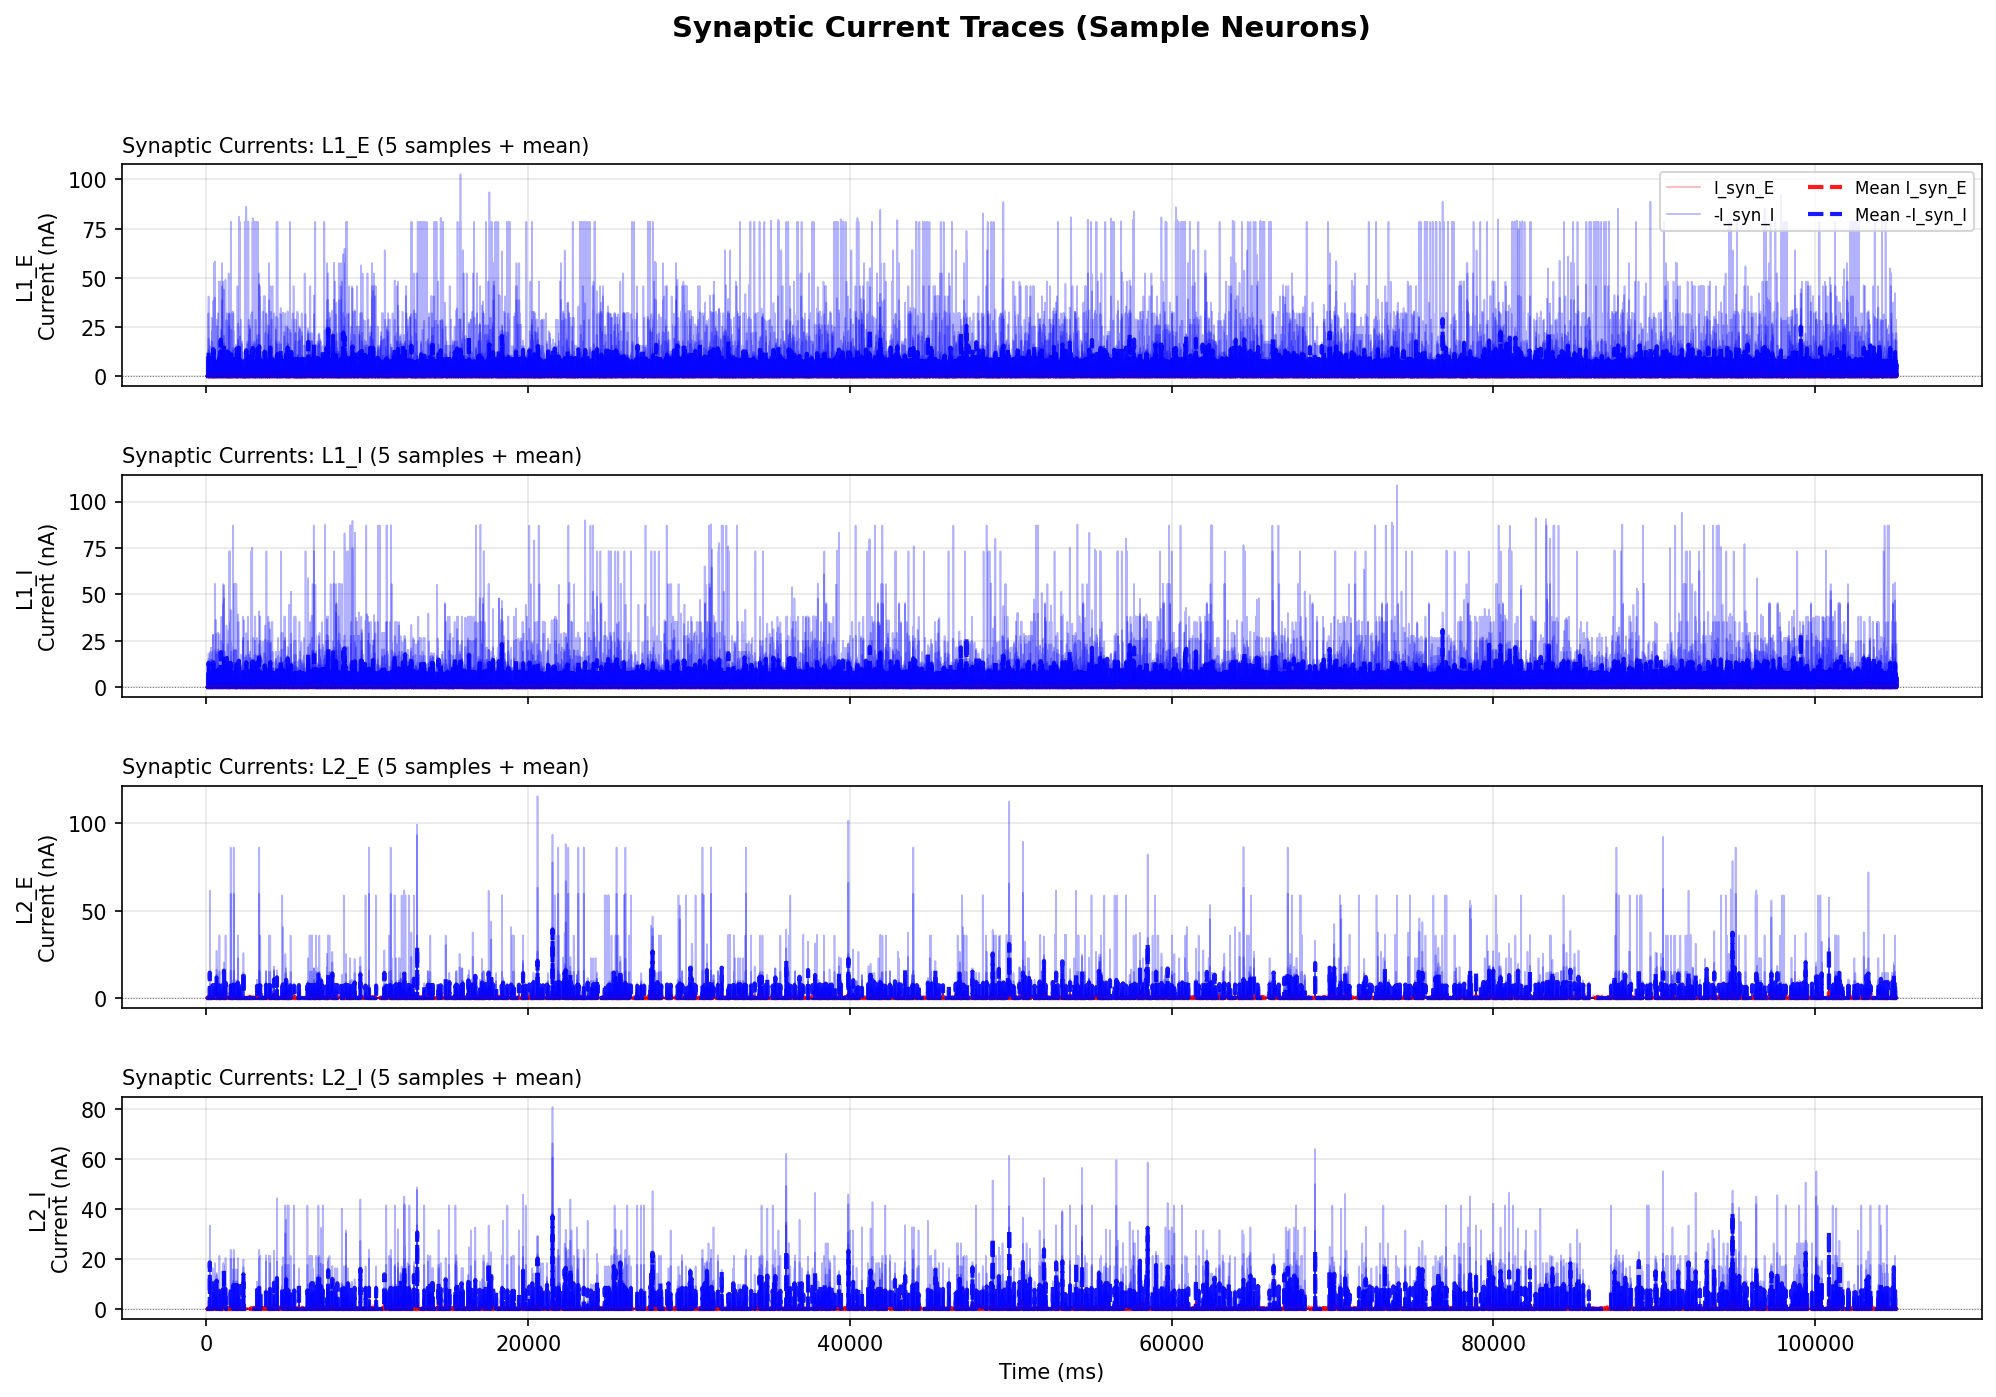 Synaptic Current Traces (Sample Neurons)
Synaptic Currents: L1_E (5 samples + mean)
L1_E
Current (nA)
100
75
50
25
0
I_syn_E
-I_syn_I
Mean I_syn_E
Mean -I_syn_I
Synaptic Currents: L1_I (5 samples + mean)
L1_I
Current (nA)
100
75
50
25
0
Synaptic Currents: L2_E (5 samples + mean)
L2_E
Current (nA)
100
50
0
Synaptic Currents: L2_I (5 samples + mean)
L2_I
Current (nA)
80
60
40
20
0
0 20000 40000 60000 80000 100000
Time (ms)